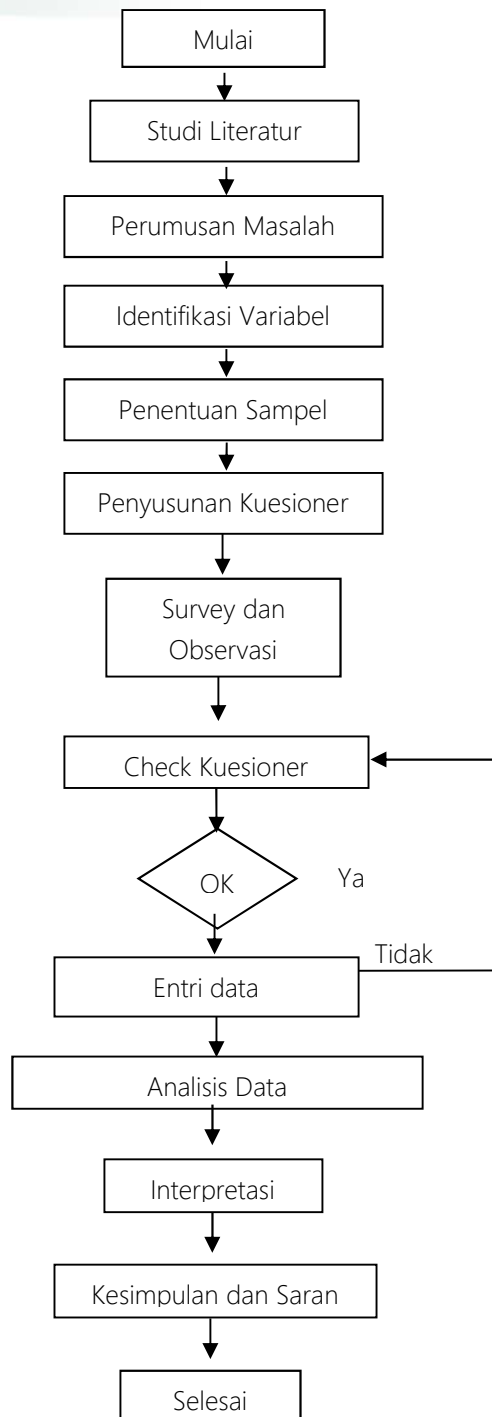 Mulai
Studi Literatur
Perumusan Masalah
Identifikasi Variabel
Penentuan Sampel
Penyusunan Kuesioner
Survey dan
Observasi
Check Kuesioner
OK
Ya
Tidak
Entri data
Analisis Data
Interpretasi
Kesimpulan dan Saran
Selesai